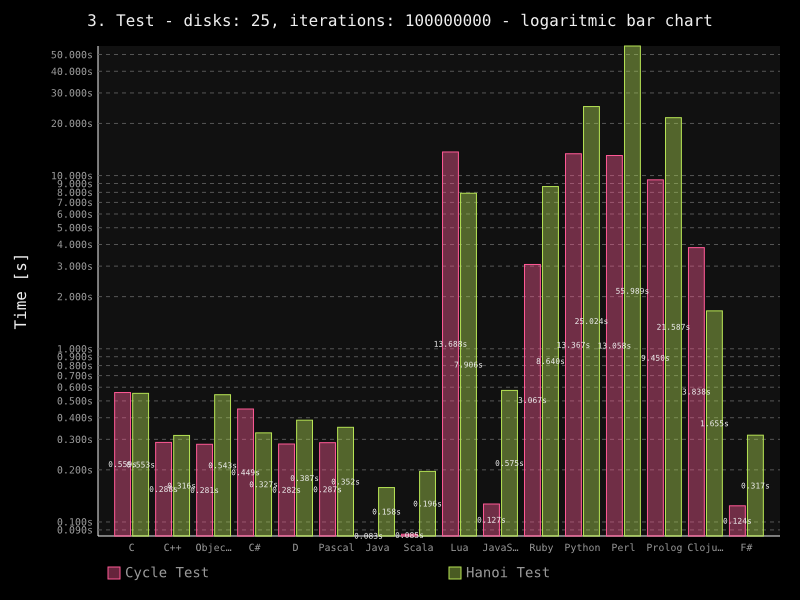 3. Test - disks: 25, iterations: 100000000 - logaritmic bar chart
Time [s]
50.000s
40.000s
30.000s
20.000s
10.000s
9.000s
8.000s
7.000s
6.000s
5.000s
4.000s
3.000s
2.000s
1.000s
0.900s
0.800s
0.700s
0.600s
0.500s
0.400s
0.300s
0.200s
0.100s
0.090s
0.553s
0.316s
0.281s 0.543s
0.449s 0.327s
0.282s 0.387s
0.287s 0.352s
0.083s 0.158s
0.085s 0.196s
13.688s 7.906s
0.127s 0.575s
3.067s 8.640s
13.367s 25.024s
13.058s 55.989s
9.450s 21.587s
3.838s 1.655s
0.124s 0.317s
C C++ Objec… C# D Pascal Java Scala Lua JavaS… Ruby Python Perl Prolog Cloju… F#
Cycle Test Hanoi Test